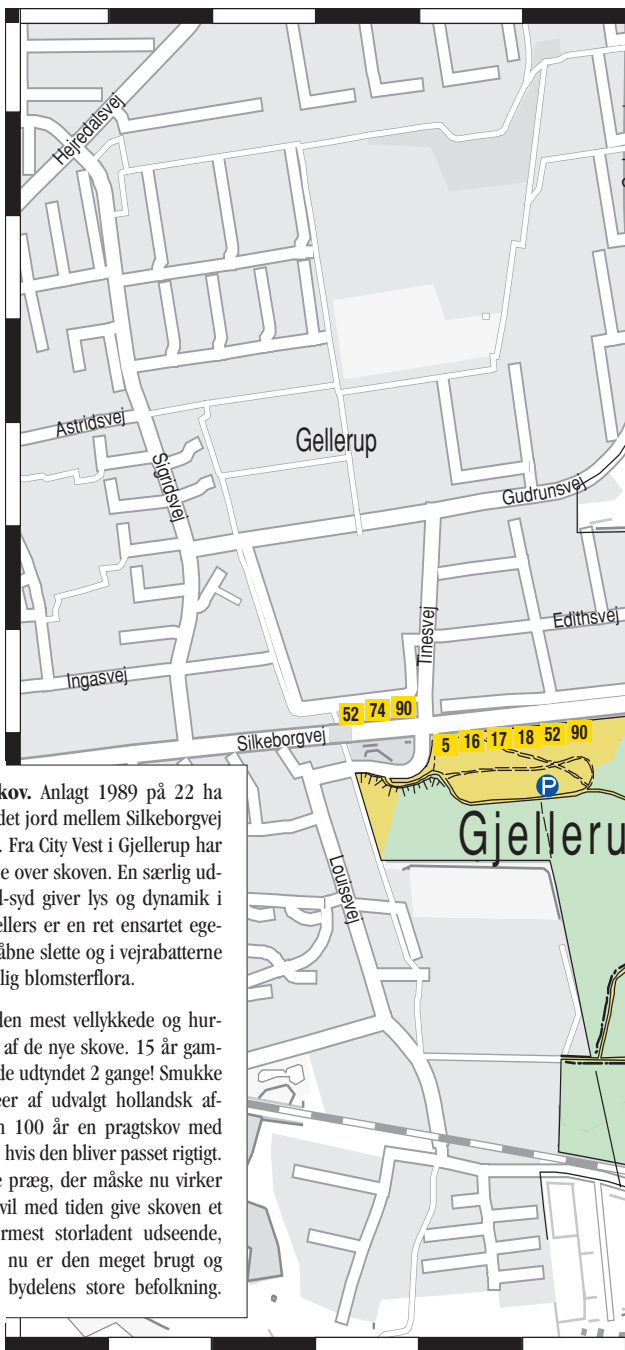 Hejredalsvej
Astridsvej
Gellerup
Sigridsvej
Gudrunsvej
Tinesvej
Edithsvej
Ingasvej
52 74 90
Silkeborgvej
5 16 17 18 52 90
P
Gjelleru
Louisevej
kov. Anlagt 1989 på 22 ha
det jord mellem Silkeborgvej
. Fra City Vest i Gjellerup har
e over skoven. En særlig ud-
d-syd giver lys og dynamik i
ellers er en ret ensartet ege-
åbne slette og i vejrabatterne
lig blomsterflora.
den mest vellykkede og hur-
af de nye skove. 15 år gam-
de udtyndet 2 gange! Smukke
eer af udvalgt hollandsk af-
n 100 år en pragtskov med
hvis den bliver passet rigtigt.
e præg, der måske nu virker
vil med tiden give skoven et
rmest storladent udseende,
nu er den meget brugt og
bydelens store befolkning.